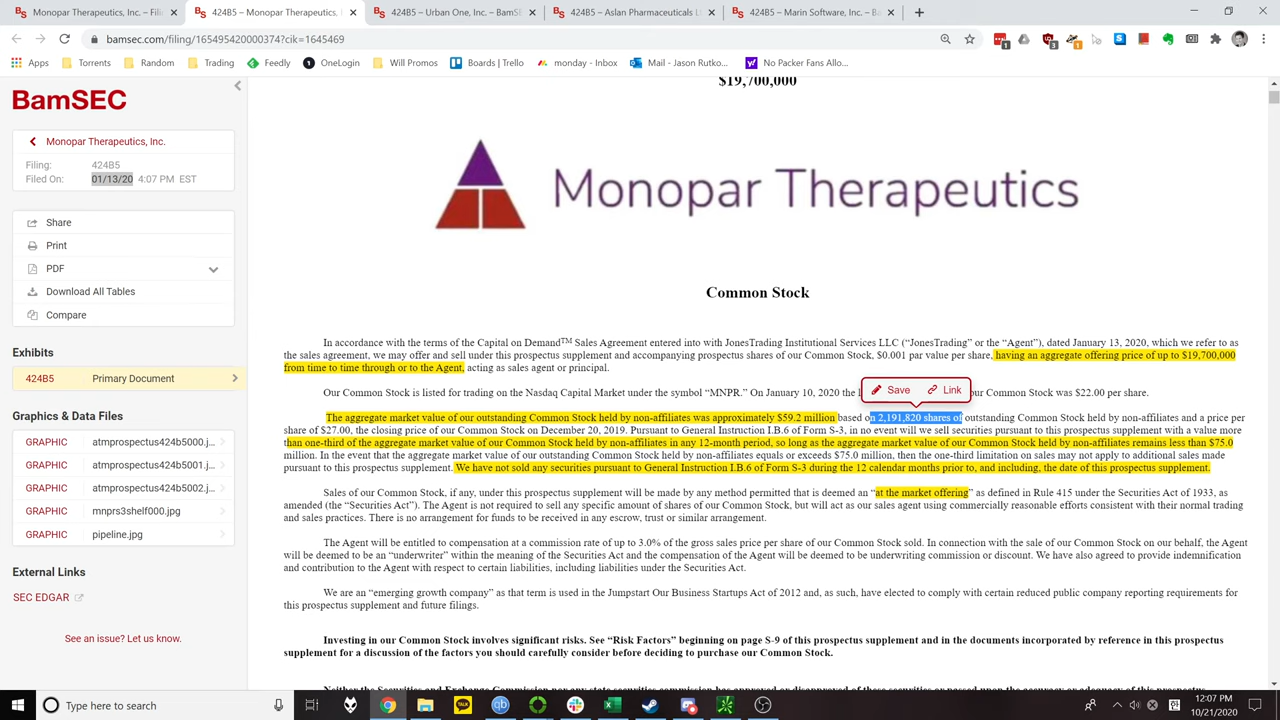 424B5 – Monopar Therapeutics, Inc. – Fili
424B5 – Monopar Therapeutics, I
424B5 – Urban One, Inc. – BamSE
424B5 – Aslan Pharmaceuticals L
424B5 – Marin Software, Inc. – Ba
bamsec.com/filing/165495420000374?cik=1645469
Apps
Torrents
Random
Trading
Feedly
OneLogin
Will Promos
Boards | Trello
monday - Inbox
Mail - Jason Rutko...
No Packer Fans Allo...
BamSEC
Monopar Therapeutics, Inc.
Filing: 424B5
Filed On: 01/13/20 4:07 PM EST
Share
Print
PDF
Download All Tables
Compare
Exhibits
424B5 Primary Document
Graphics & Data Files
GRAPHIC atmprospectus424b5000.j...
GRAPHIC atmprospectus424b5001.j...
GRAPHIC atmprospectus424b5002.j...
GRAPHIC mnprs3shelf000.jpg
GRAPHIC pipeline.jpg
External Links
SEC EDGAR
See an issue? Let us know.
$19,700,000
Monopar Therapeutics
Common Stock
In accordance with the terms of the Capital on Demand™ Sales Agreement entered into with JonesTrading Institutional Services LLC (“JonesTrading” or the “Agent”), dated January 13, 2020, which we refer to as
the sales agreement, we may offer and sell under this prospectus supplement and accompanying prospectus shares of our Common Stock, $0.001 par value per share, having an aggregate offering price of up to $19,700,000
from time to time through or to the Agent, acting as sales agent or principal.
Our Common Stock is listed for trading on the Nasdaq Capital Market under the symbol “MNPR.” On January 10, 2020 the l
our Common Stock was $22.00 per share.
Save
Link
The aggregate market value of our outstanding Common Stock held by non-affiliates was approximately $59.2 million based on 2,191,820 shares of outstanding Common Stock held by non-affiliates and a price per
share of $27.00, the closing price of our Common Stock on December 20, 2019. Pursuant to General Instruction I.B.6 of Form S-3, in no event will we sell securities pursuant to this prospectus supplement with a value more
than one-third of the aggregate market value of our Common Stock held by non-affiliates in any 12-month period, so long as the aggregate market value of our Common Stock held by non-affiliates remains less than $75.0
million. In the event that the aggregate market value of our outstanding Common Stock held by non-affiliates equals or exceeds $75.0 million, then the one-third limitation on sales may not apply to additional sales made
pursuant to this prospectus supplement. We have not sold any securities pursuant to General Instruction I.B.6 of Form S-3 during the 12 calendar months prior to, and including, the date of this prospectus supplement.
Sales of our Common Stock, if any, under this prospectus supplement will be made by any method permitted that is deemed an “at the market offering” as defined in Rule 415 under the Securities Act of 1933, as
amended (the “Securities Act”). The Agent is not required to sell any specific amount of shares of our Common Stock, but will act as our sales agent using commercially reasonable efforts consistent with their normal trading
and sales practices. There is no arrangement for funds to be received in any escrow, trust or similar arrangement.
The Agent will be entitled to compensation at a commission rate of up to 3.0% of the gross sales price per share of our Common Stock sold. In connection with the sale of our Common Stock on our behalf, the Agent
will be deemed to be an “underwriter” within the meaning of the Securities Act and the compensation of the Agent will be deemed to be underwriting commission or discount. We have also agreed to provide indemnification
and contribution to the Agent with respect to certain liabilities, including liabilities under the Securities Act.
We are an “emerging growth company” as that term is used in the Jumpstart Our Business Startups Act of 2012 and, as such, have elected to comply with certain reduced public company reporting requirements for
this prospectus supplement and future filings.
Investing in our Common Stock involves significant risks. See “Risk Factors” beginning on page S-9 of this prospectus supplement and in the documents incorporated by reference in this prospectus
supplement for a discussion of the factors you should carefully consider before deciding to purchase our Common Stock.
Type here to search
12:07 PM
10/21/2020